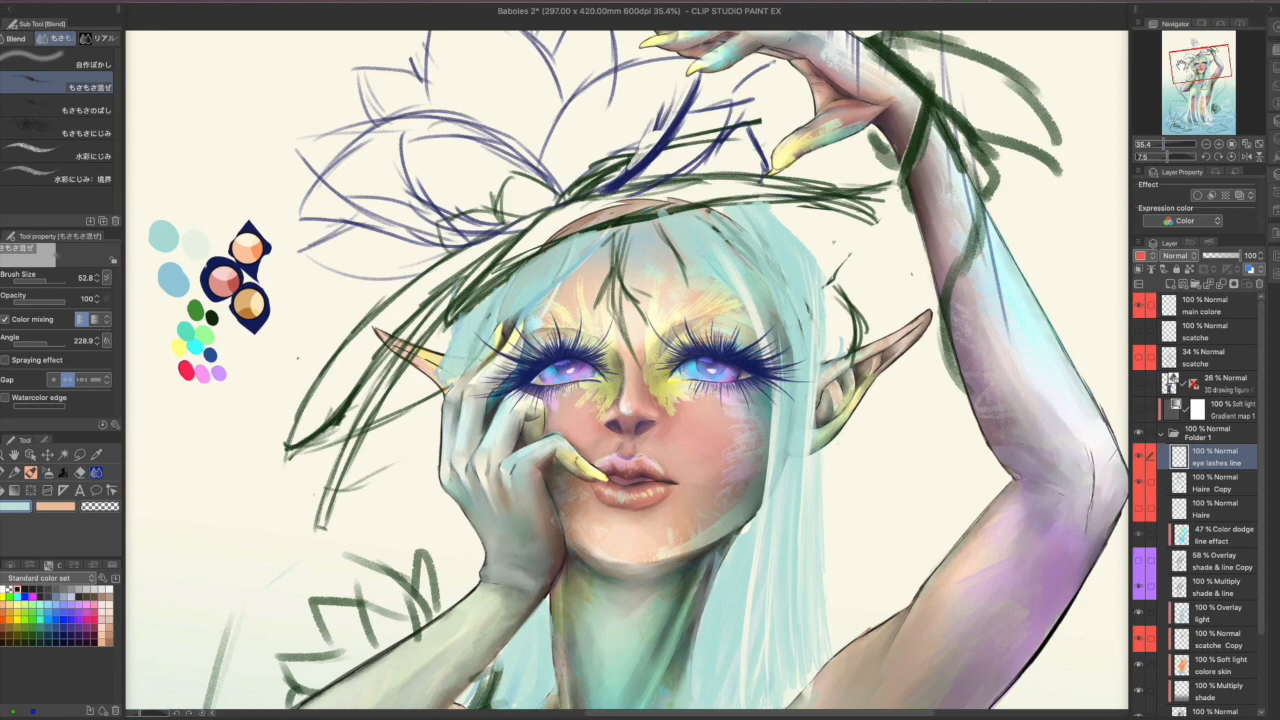 Baboles 2* (297.00 x 420.00mm 600dpi 35.4%) - CLIP STUDIO PAINT EX
Sub Tool [Blend]
Blend
もさも
リアル
自作ぼかし
もさもさ混ぜ
もさもさのばし
もさもさにじみ
水彩にじみ
水彩にじみ: 境界
Tool property [もさもさ混ぜ]
さもさ混ぜ
Brush Size
52.8
Opacity
100
Color mixing
Angle
228.9
Spraying effect
Gap
Watercolor edge
Tool
Standard color set
Navigator
35.4
7.5
Layer Property
Effect
Expression color
Color
Layer
Normal
100
100 % Normal
main colore
100 % Normal
scatche
34 % Normal
scatche
26 % Normal
3D drawing figure
100 % Soft light
Gradient map 1
100 % Normal
Folder 1
100 % Normal
eye lashes line
100 % Normal
Haire Copy
100 % Normal
Haire
47 % Color dodge
line effect
58 % Overlay
shade & line Copy
100 % Multiply
shade & line
100 % Overlay
light
100 % Normal
scatche Copy
100 % Soft light
colore skin
100 % Multiply
shade
100 % Normal